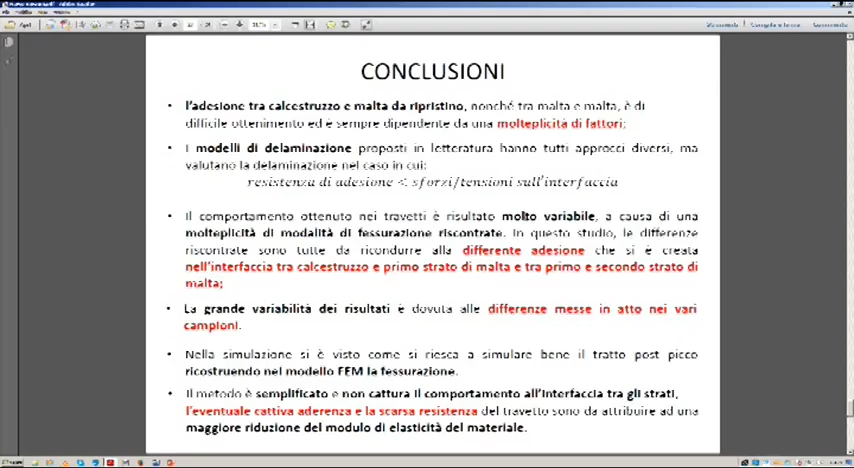 CONCLUSIONI
• l'adesione tra calcestruzzo e malta da ripristino, nonché tra malta e malta, è di
difficile ottenimento ed è sempre dipendente da una molteplicità di fattori;
• I modelli di delaminazione proposti in letteratura hanno tutti approcci diversi, ma
valutano la delaminazione nel caso in cui:
resistenza di adesione < sforzi/tensioni sull'interfaccia
• Il comportamento ottenuto nei travetti è risultato molto variabile, a causa di una
molteplicità di modalità di fessurazione riscontrate. In questo studio, le differenze
riscontrate sono tutte da ricondurre alla differente adesione che si è creata
nell'interfaccia tra calcestruzzo e primo strato di malta e tra primo e secondo strato di
malta;
• La grande variabilità dei risultati è dovuta alle differenze messe in atto nei vari
campioni.
• Nella simulazione si è visto come si riesca a simulare bene il tratto post picco
ricostruendo nel modello FEM la fessurazione.
• Il metodo è semplificato e non cattura il comportamento all'interfaccia tra gli strati,
l'eventuale cattiva aderenza e la scarsa resistenza del travetto sono da attribuire ad una
maggiore riduzione del modulo di elasticità del materiale.